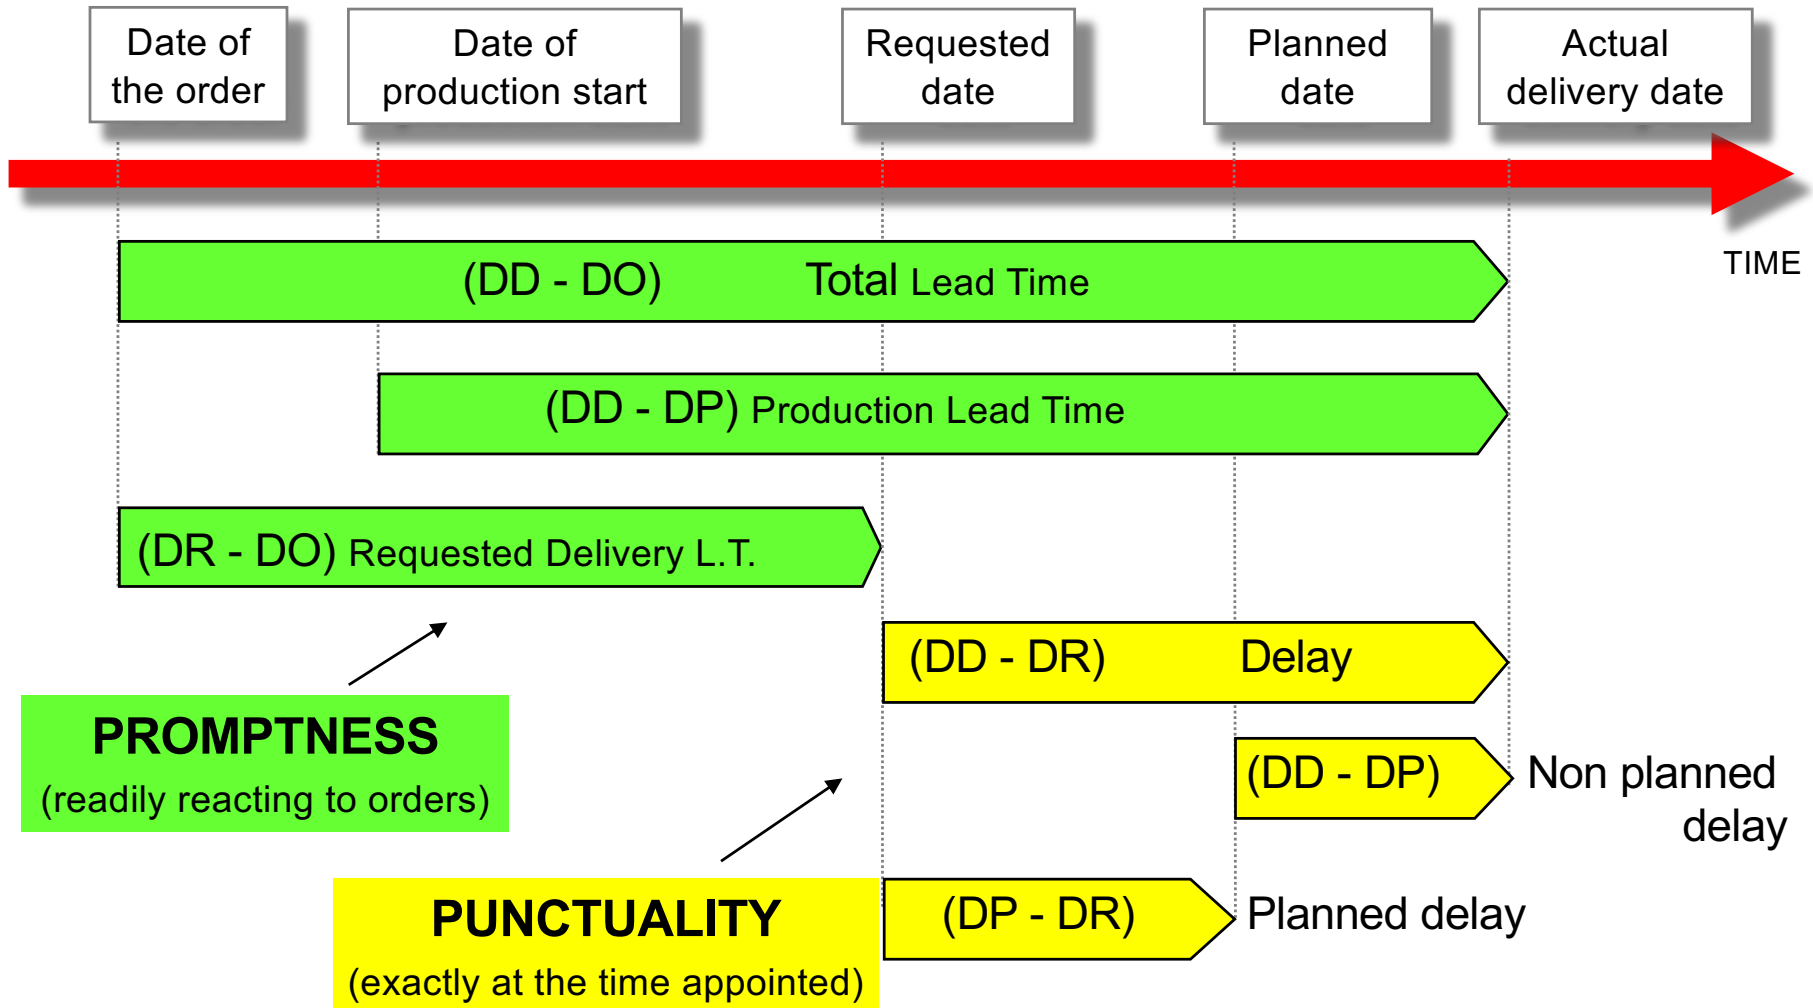 Date of
the order
Date of
production start
Requested
date
Planned
date
Actual
delivery date
TIME
(DD - DO) Total Lead Time
(DD - DP) Production Lead Time
(DR - DO) Requested Delivery L.T.
(DD - DR) Delay
PROMPTNESS
(readily reacting to orders)
(DD - DP) Non planned
delay
PUNCTUALITY
(exactly at the time appointed)
(DP - DR) Planned delay